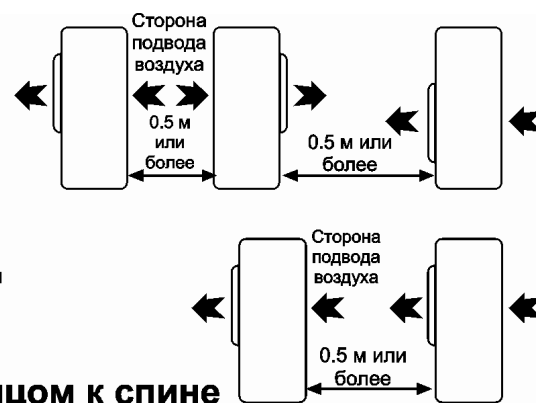 Сторона
подвода
воздуха
0.5 м
или
более
0.5 м или
более
Сторона
подвода
воздуха
0.5 м или
более
к спине